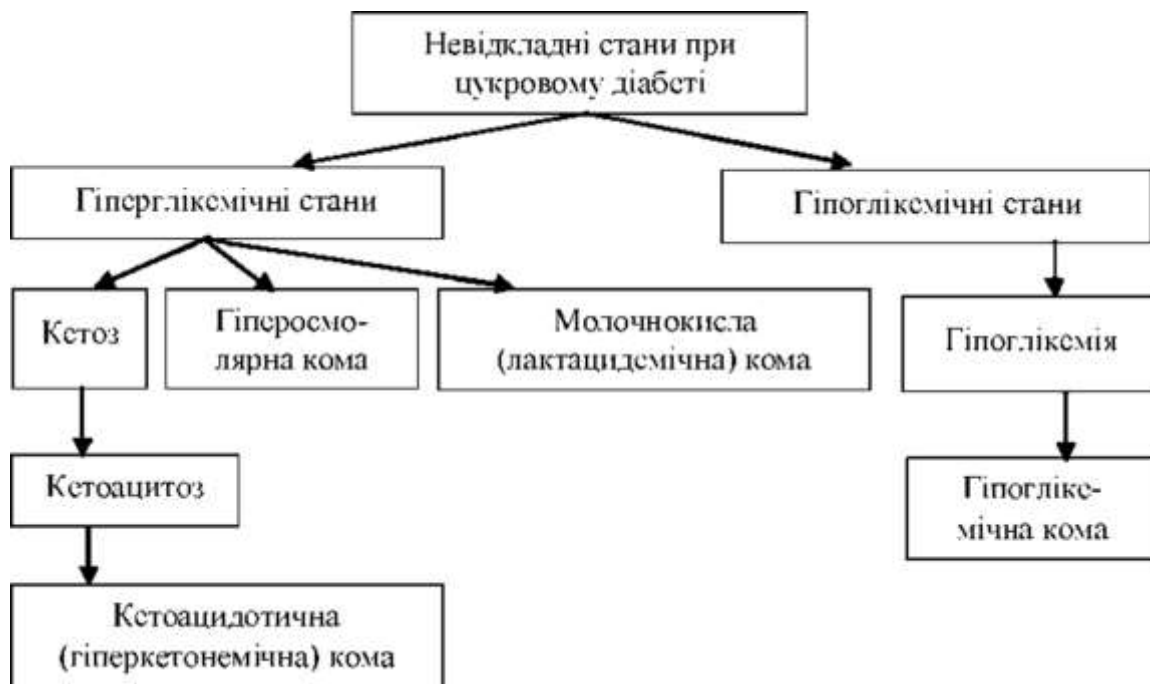 Невідкладні стани при
цукровому діабеті
Гіперглікемічні стани
Гіпоглікемічні стани
Кетоз
Гіперосмо-
лярна кома
Молочнокисла
(лактацидемічна) кома
Гіпоглікемія
Кетоацитоз
Гіпогліке-
мічна кома
Кетоацидотична
(гіперкетонемічна) кома